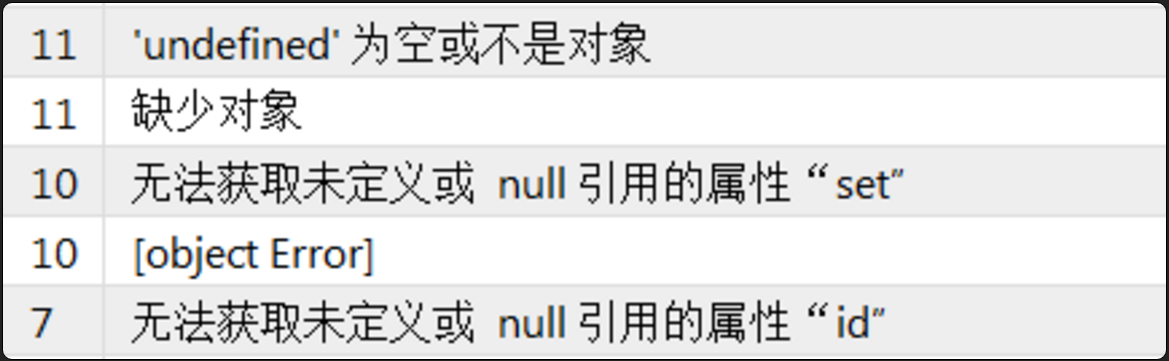 11 'undefined' 为空或不是对象
11 缺少对象
10 无法获取未定义或 null 引用的属性“set”
10 [object Error]
7 无法获取未定义或 null 引用的属性“id”